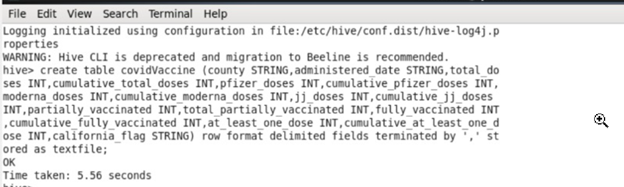 File Edit View Search Terminal Help
Logging initialized using configuration in file:/etc/hive/conf.dist/hive-log4j.p
roperties
WARNING: Hive CLI is deprecated and migration to Beeline is recommended.
hive> create table covidVaccine (county STRING,administered_date STRING,total_do
ses INT,cumulative_total_doses INT,pfizer_doses INT,cumulative_pfizer_doses INT,
moderna_doses INT,cumulative_moderna_doses INT,jj_doses INT,cumulative_jj_doses
INT,partially_vaccinated INT,total_partially_vaccinated INT,fully_vaccinated INT
,cumulative_fully_vaccinated INT,at_least_one_dose INT,cumulative_at_least_one_d
ose INT,california_flag STRING) row format delimited fields terminated by ',' st
ored as textfile;
OK
Time taken: 5.56 seconds